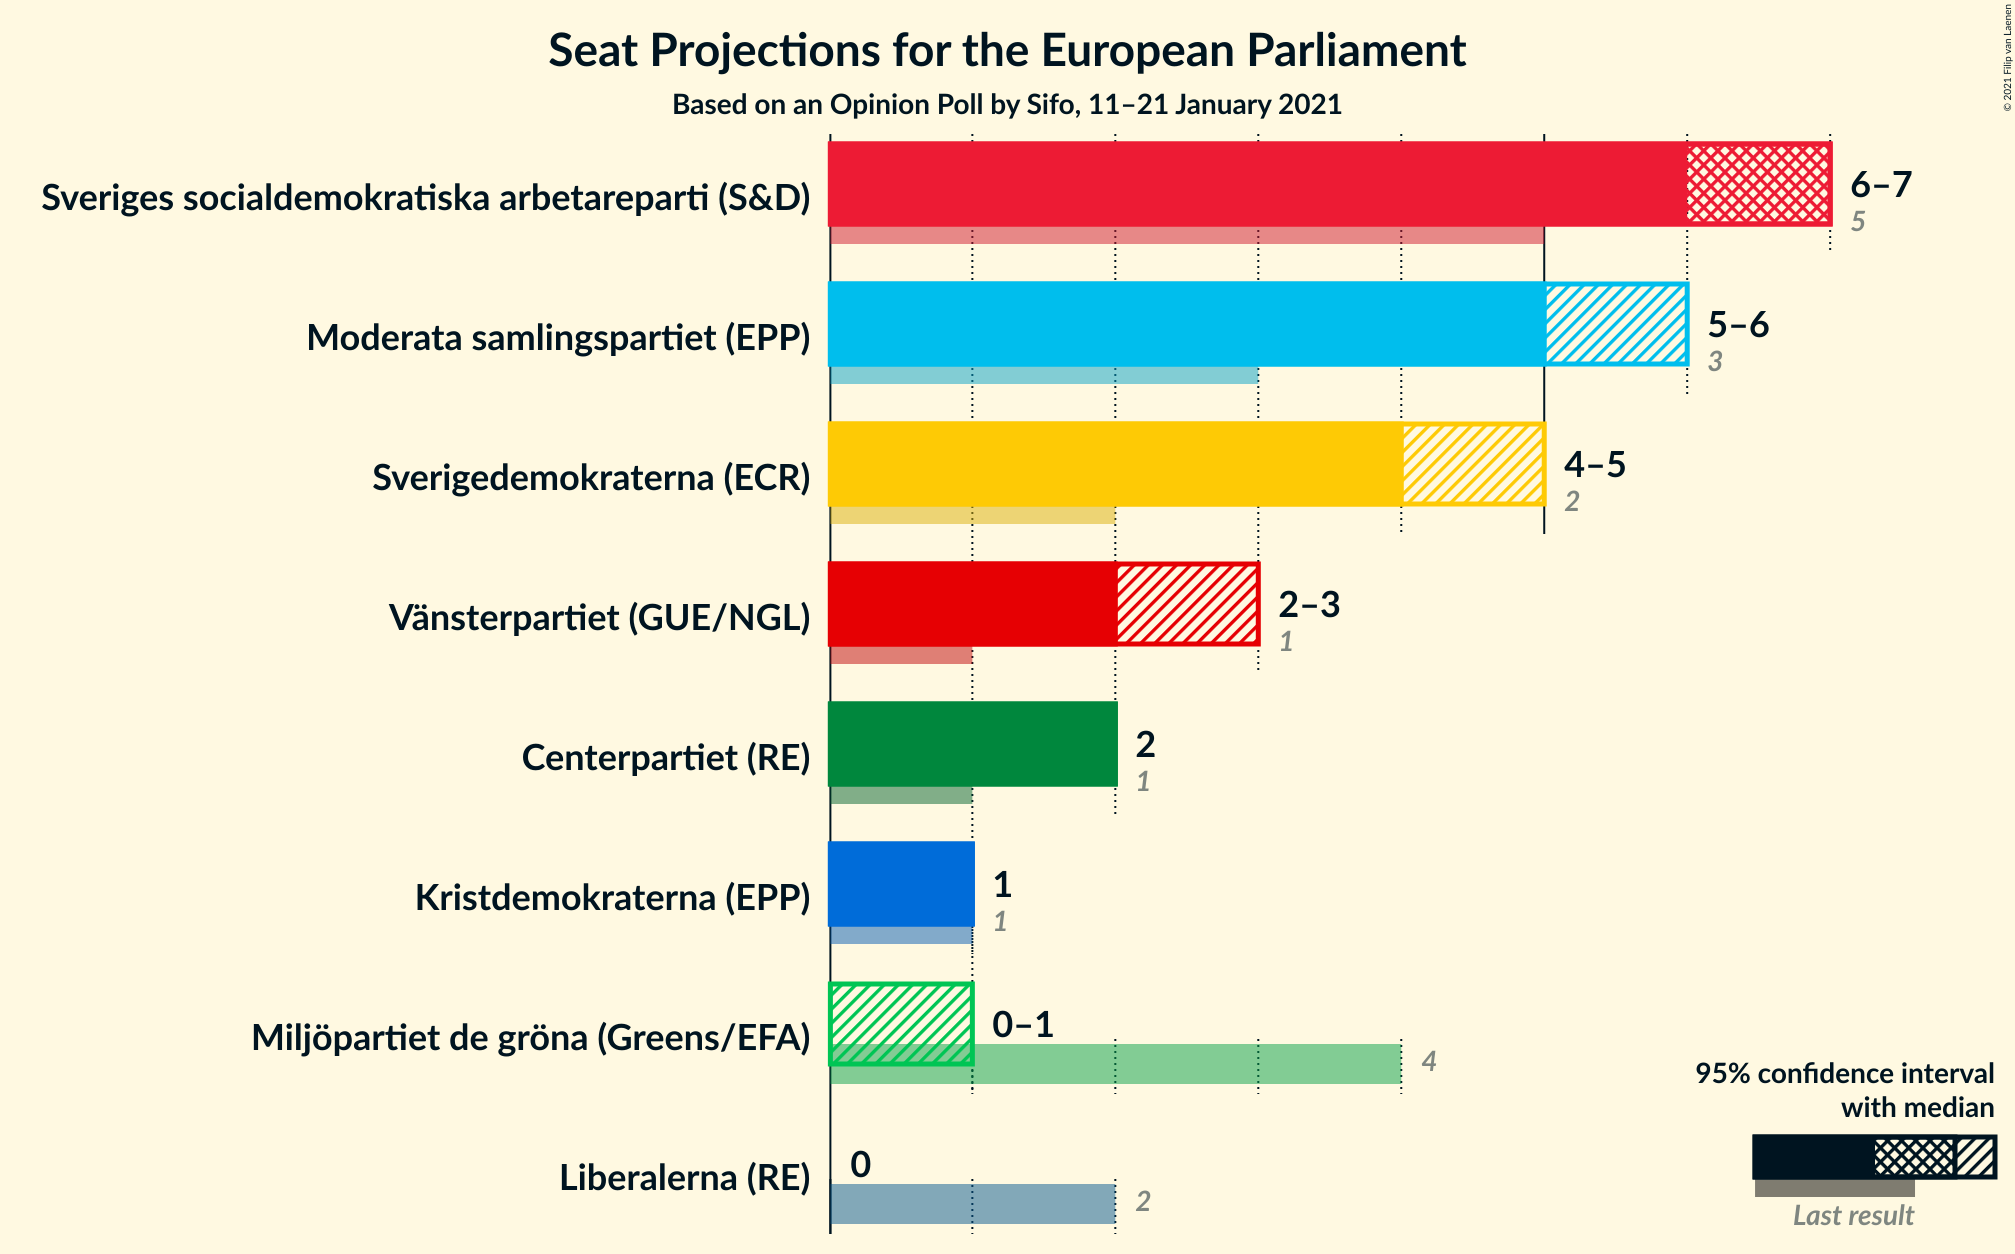 Seat Projections for the European Parliament
Based on an Opinion Poll by Sifo, 11–21 January 2021
© 2021 Filip van Laenen
Sveriges socialdemokratiska arbetareparti (S&D)
6–7
5
Moderata samlingspartiet (EPP)
5–6
3
Sverigedemokraterna (ECR)
4–5
2
Vänsterpartiet (GUE/NGL)
2–3
1
Centerpartiet (RE)
2
1
Kristdemokraterna (EPP)
1
1
Miljöpartiet de gröna (Greens/EFA)
0–1
4
Liberalerna (RE)
0
2
95% confidence interval
with median
Last result